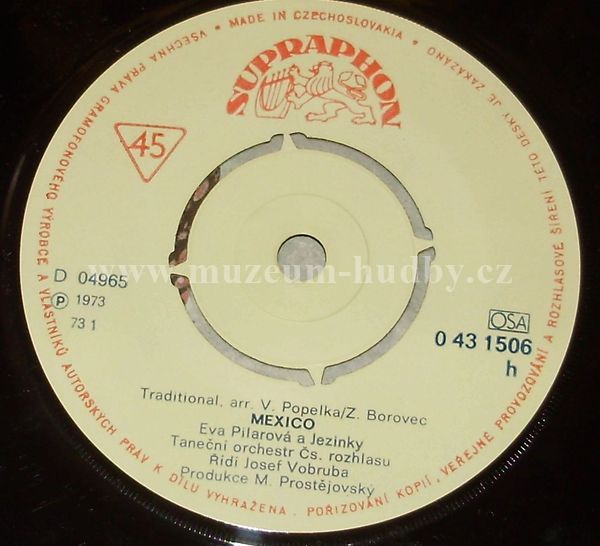 VŠECHNA PRÁVA GRAMOFONOVÉHO VÝROBCE A VLASTNÍKŮ AUTORSKÝCH PRÁV K DÍLU VYHRAŽENA. POŘIZOVÁNÍ KOPIÍ, VEŘEJNÉ PROVOZOVÁNÍ A ROZHLASOVÉ ŠÍŘENÍ TÉTO DESKY JE ZAKÁZÁNO • MADE IN CZECHOSLOVAKIA •
SUPRAPHON
45
www.muzeum-hudby.cz
D 04965
Ⓟ 1973
73 1
OSA
0 43 1506
h
Traditional, arr. V. Popelka/Z. Borovec
MEXICO
Eva Pilarová a Jezinky
Taneční orchestr Čs. rozhlasu
Řídí Josef Vobruba
Produkce M. Prostějovský